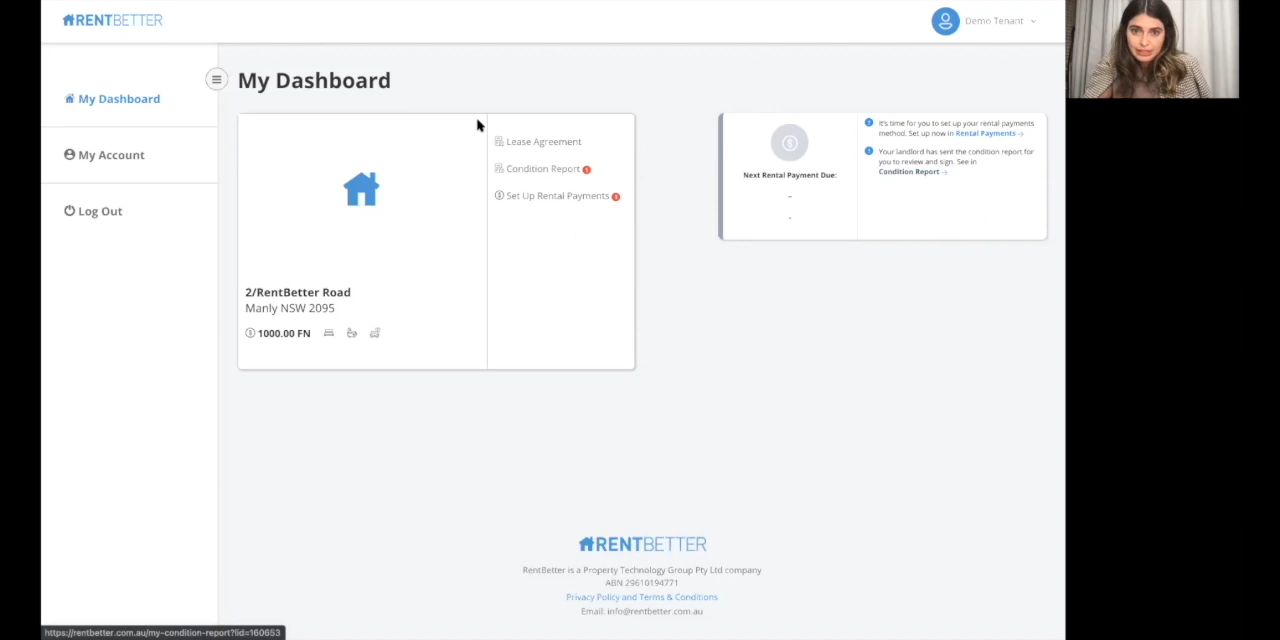 RENTBETTER
Demo Tenant
My Dashboard
My Account
Log Out
My Dashboard
2/RentBetter Road
Manly NSW 2095
1000.00 FN
Lease Agreement
Condition Report
Set Up Rental Payments
Next Rental Payment Due:
-
-
It's time for you to set up your rental payments
method. Set up now in Rental Payments →
Your landlord has sent the condition report for
you to review and sign. See in
Condition Report →
RENTBETTER
RentBetter is a Property Technology Group Pty Ltd company
ABN 29610194771
Privacy Policy and Terms & Conditions
Email: info@rentbetter.com.au
https://rentbetter.com.au/my-condition-report?lid=160653